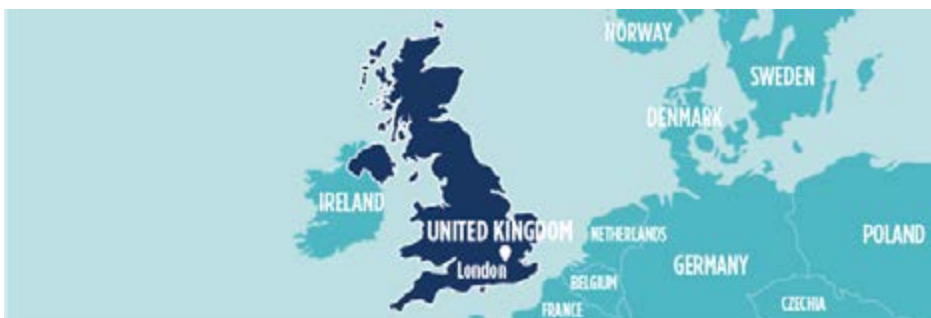 NORWAY
SWEDEN
DENMARK
IRELAND
UNITED KINGDOM
NETHERLANDS
POLAND
London
GERMANY
BELGIUM
FRANCE
CZECHIA